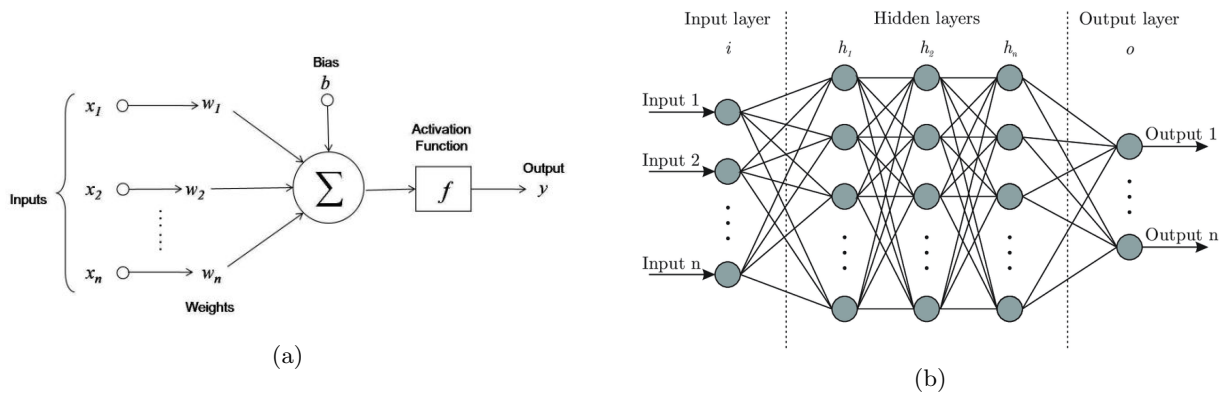 Bias
b
x1 w1
Activation
Function
Inputs
x2 w2
∑
f
Output
y
xn wn
Weights
(a)
Input layer Hidden layers Output layer
i h1 h2 hn o
Input 1
Input 2
Input n
Output 1
Output n
(b)